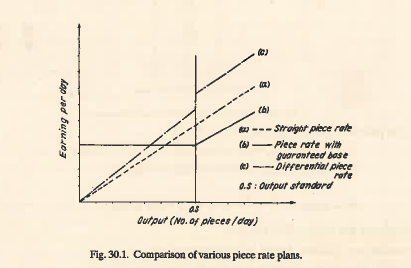 Earning per day
(c)
(a)
(b)
(a) Straight piece rate
(b) Piece rate with
guaranteed base
(c) Differential piece
rate
O.S : Output standard
O.S
Output (No. of pieces / day)
Fig. 30.1. Comparison of various piece rate plans.